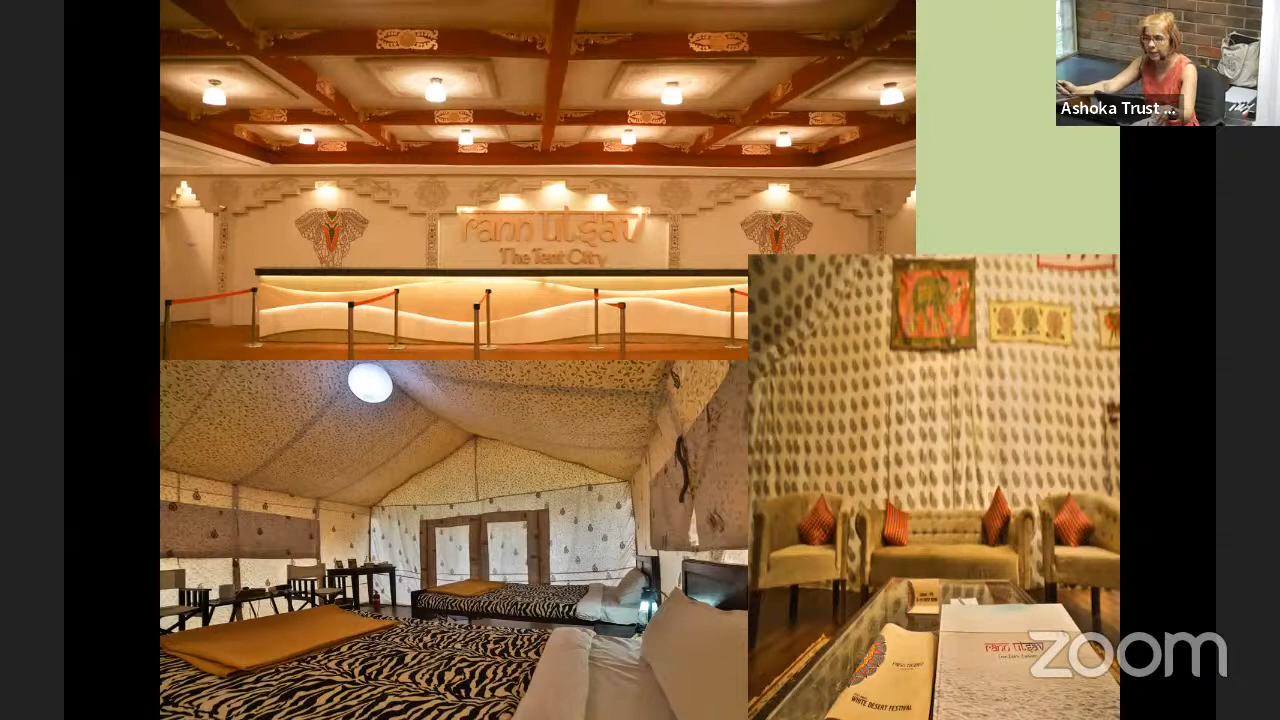 Ashoka Trust ...
rann utsav
The Tent City
rann utsav
WHITE DESERT FESTIVAL
zoom